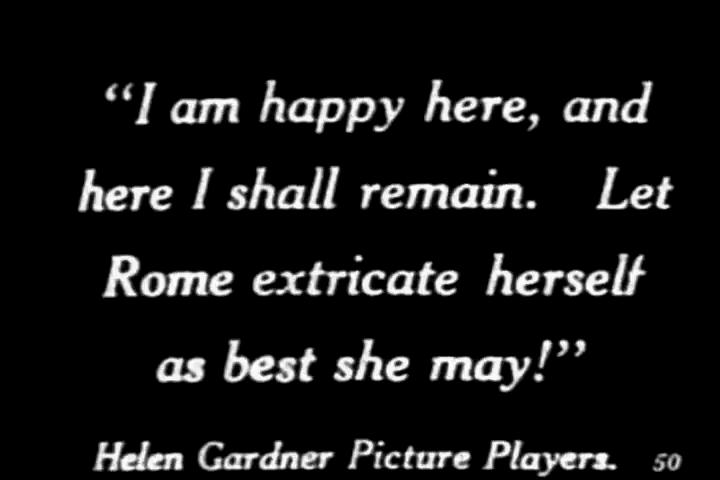 “I am happy here, and
here I shall remain. Let
Rome extricate herself
as best she may!”
Helen Gardner Picture Players. 50